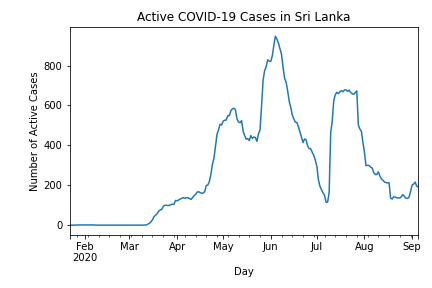 Active COVID-19 Cases in Sri Lanka
Number of Active Cases
800
600
400
200
0
Feb
2020
Mar
Apr
May
Jun
Jul
Aug
Sep
Day